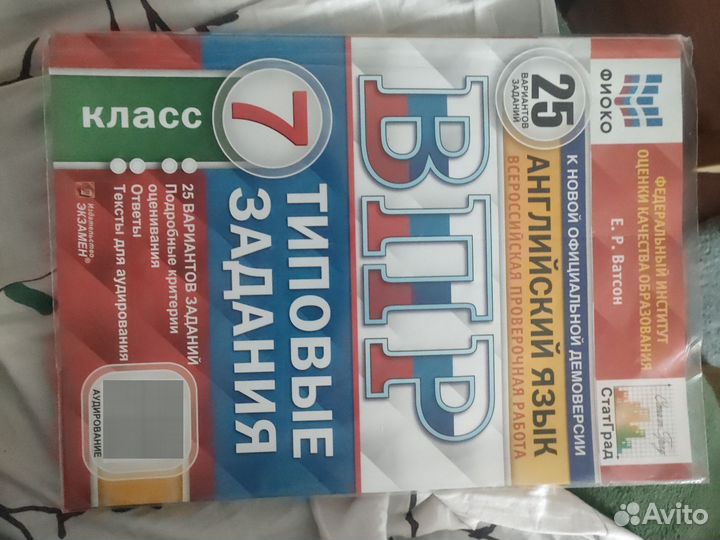 ФИОКО
ФЕДЕРАЛЬНЫЙ ИНСТИТУТ
ОЦЕНКИ КАЧЕСТВА ОБРАЗОВАНИЯ
СтатГрад
Е. Р. Ватсон
К НОВОЙ ОФИЦИАЛЬНОЙ ДЕМОВЕРСИИ
25
ВАРИАНТОВ
ЗАДАНИЙ
АНГЛИЙСКИЙ ЯЗЫК
ВСЕРОССИЙСКАЯ ПРОВЕРОЧНАЯ РАБОТА
ВПР
7
КЛАСС
ТИПОВЫЕ
ЗАДАНИЯ
25 ВАРИАНТОВ ЗАДАНИЙ
Подробные критерии
оценивания
Ответы
Тексты для аудирования
АУДИРОВАНИЕ
Издательство
ЭКЗАМЕН®
Avito